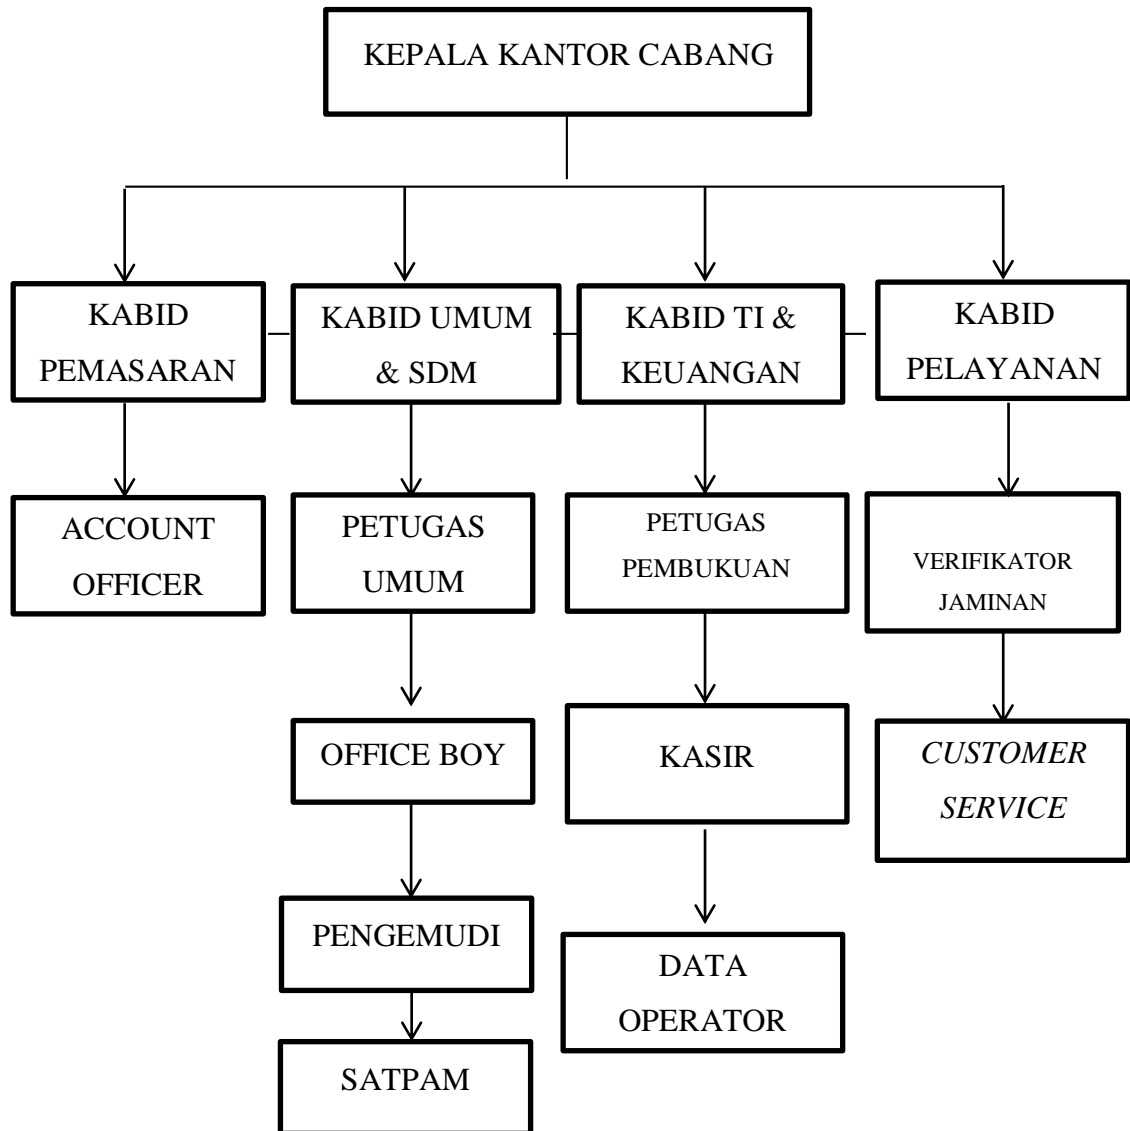 KEPALA KANTOR CABANG
KABID
PEMASARAN
KABID UMUM
& SDM
KABID TI &
KEUANGAN
KABID
PELAYANAN
ACCOUNT
OFFICER
PETUGAS
UMUM
PETUGAS
PEMBUKUAN
VERIFIKATOR
JAMINAN
OFFICE BOY
KASIR
CUSTOMER
SERVICE
PENGEMUDI
DATA
OPERATOR
SATPAM